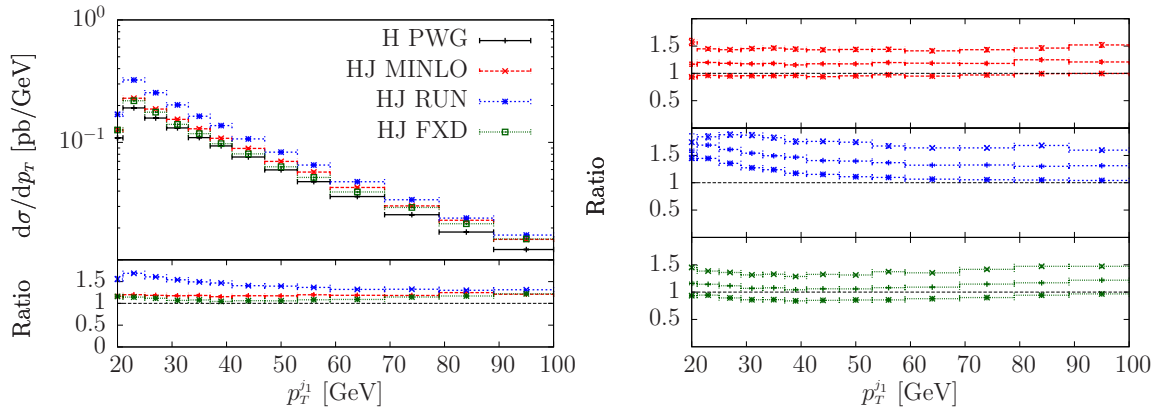 10^0
10^{-1}
dσ/dp_T [pb/GeV]
H PWG
HJ MINLO
HJ RUN
HJ FXD
Ratio
1.5
1
0.5
0
20 30 40 50 60 70 80 90 100
p_T^{j_1} [GeV]
Ratio
1.5
1
0.5
1.5
1
0.5
1.5
1
0.5
20 30 40 50 60 70 80 90 100
p_T^{j_1} [GeV]